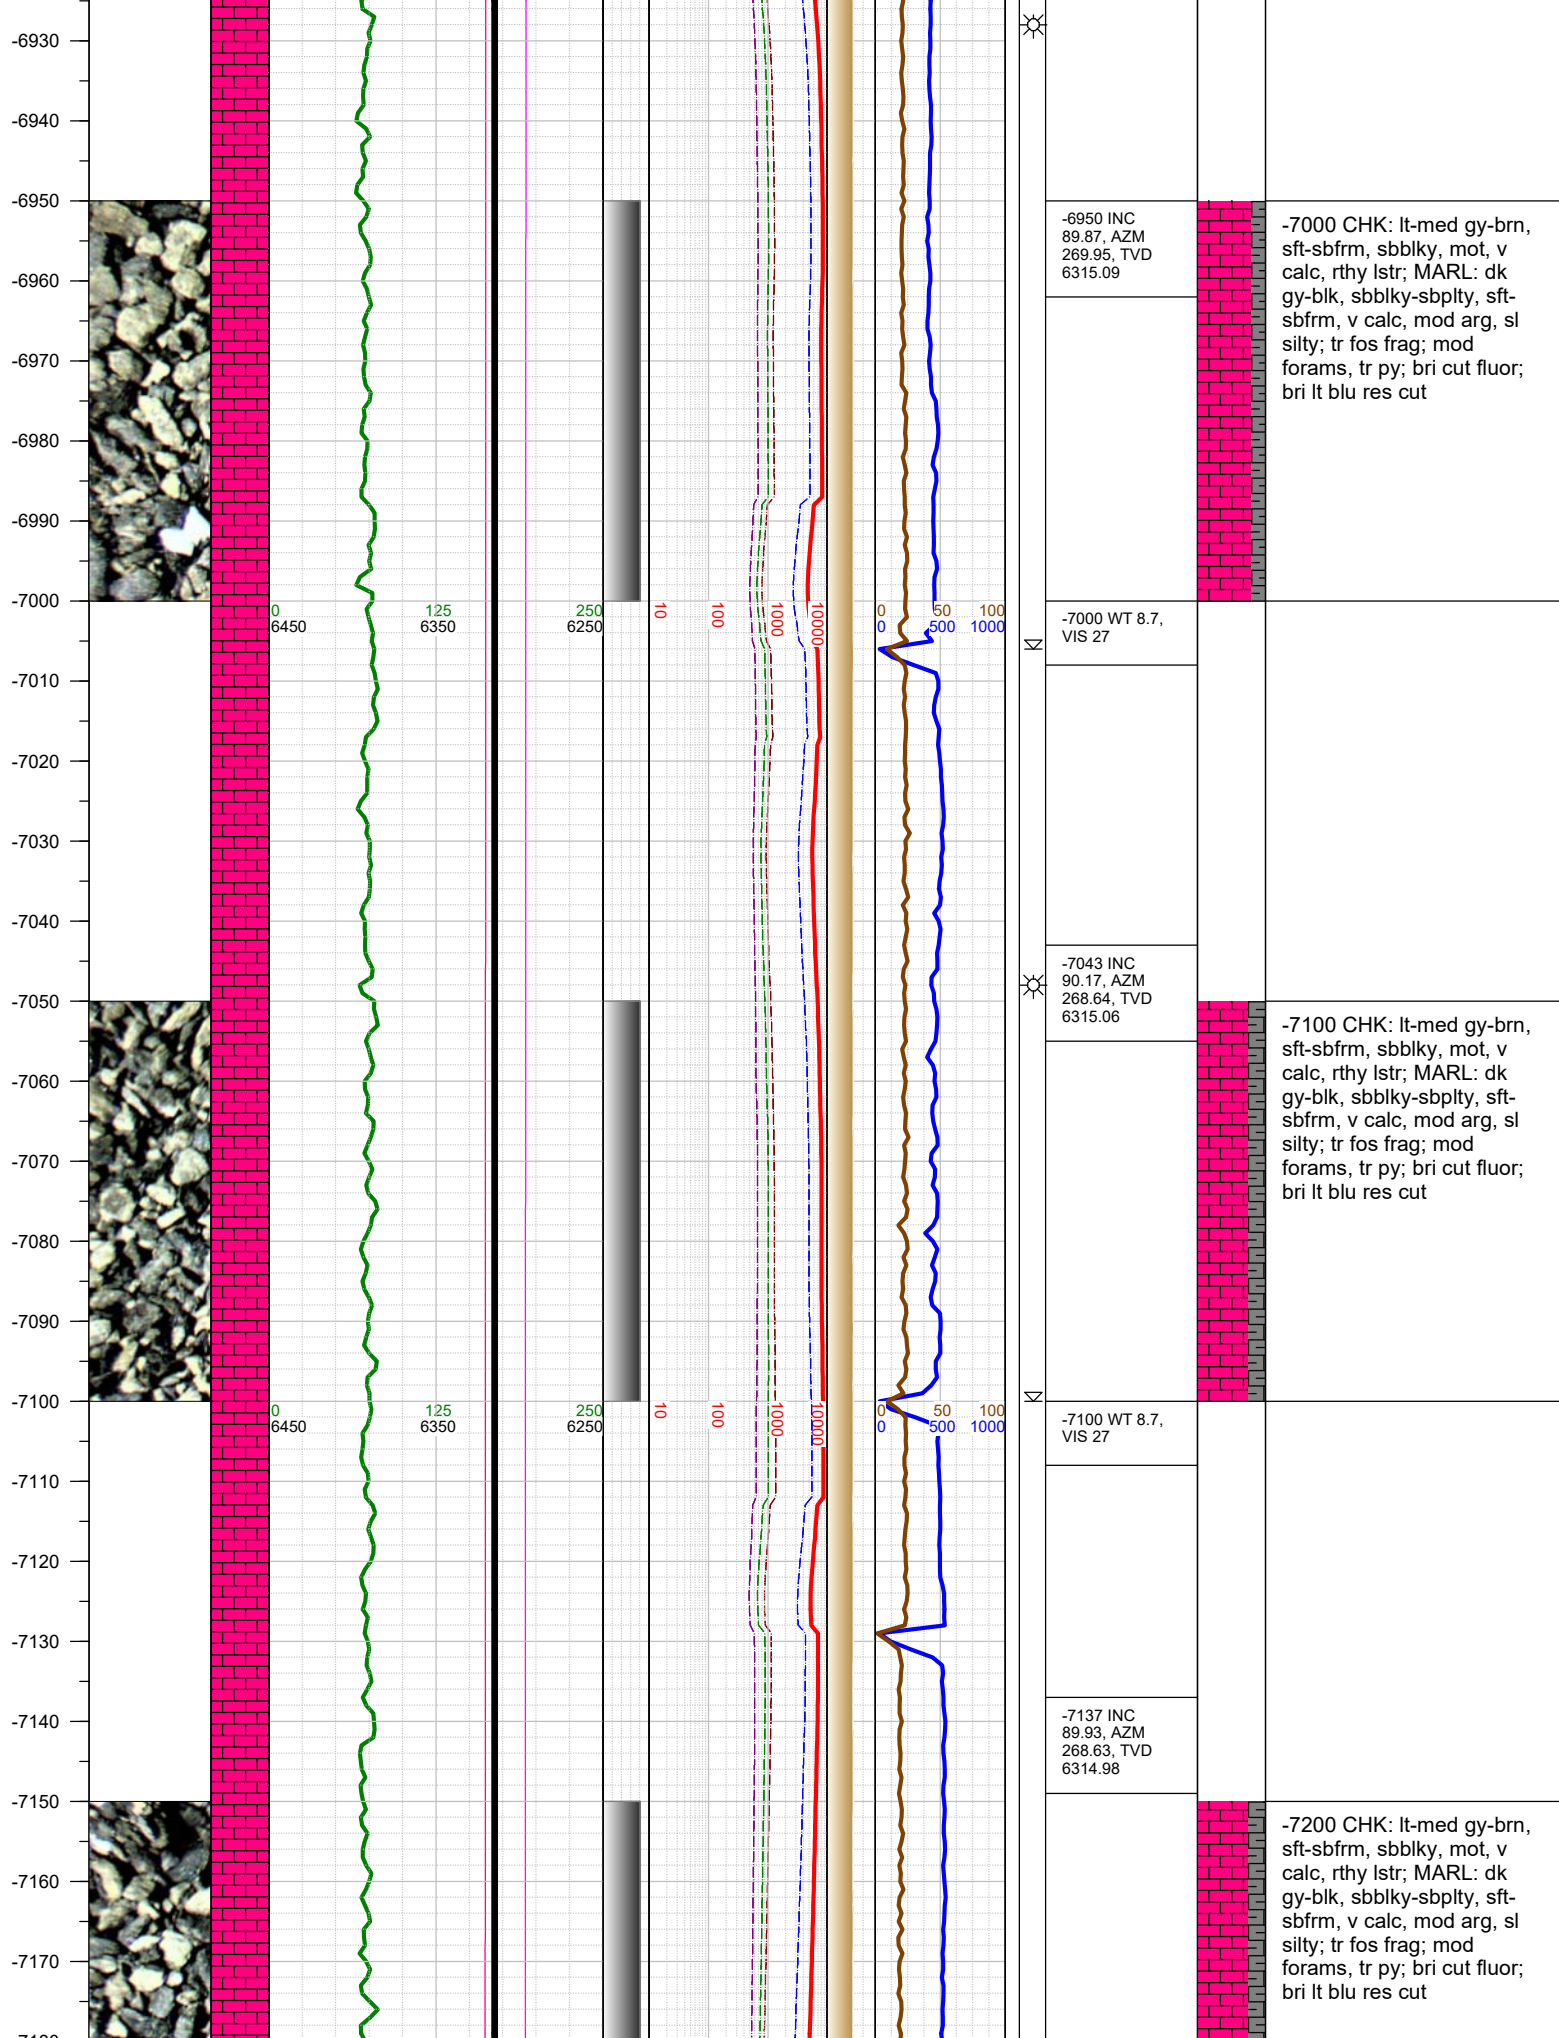 -6930
-6940
-6950
-6960
-6970
-6980
-6990
-7000
-7010
-7020
-7030
-7040
-7050
-7060
-7070
-7080
-7090
-7100
-7110
-7120
-7130
-7140
-7150
-7160
-7170
0 125 250
6450 6350 6250
10 100 1000 10000
0 50 100
0 500 1000
0 125 250
6450 6350 6250
10 100 1000 10000
0 50 100
0 500 1000
-6950 INC
89.87, AZM
269.95, TVD
6315.09
-7000 WT 8.7,
VIS 27
-7043 INC
90.17, AZM
268.64, TVD
6315.06
-7100 WT 8.7,
VIS 27
-7137 INC
89.93, AZM
268.63, TVD
6314.98
-7000 CHK: lt-med gy-brn,
sft-sbfrm, sbblky, mot, v
calc, rthy lstr; MARL: dk
gy-blk, sbblky-sbplty, sft-
sbfrm, v calc, mod arg, sl
silty; tr fos frag; mod
forams, tr py; bri cut fluor;
bri lt blu res cut
-7100 CHK: lt-med gy-brn,
sft-sbfrm, sbblky, mot, v
calc, rthy lstr; MARL: dk
gy-blk, sbblky-sbplty, sft-
sbfrm, v calc, mod arg, sl
silty; tr fos frag; mod
forams, tr py; bri cut fluor;
bri lt blu res cut
-7200 CHK: lt-med gy-brn,
sft-sbfrm, sbblky, mot, v
calc, rthy lstr; MARL: dk
gy-blk, sbblky-sbplty, sft-
sbfrm, v calc, mod arg, sl
silty; tr fos frag; mod
forams, tr py; bri cut fluor;
bri lt blu res cut